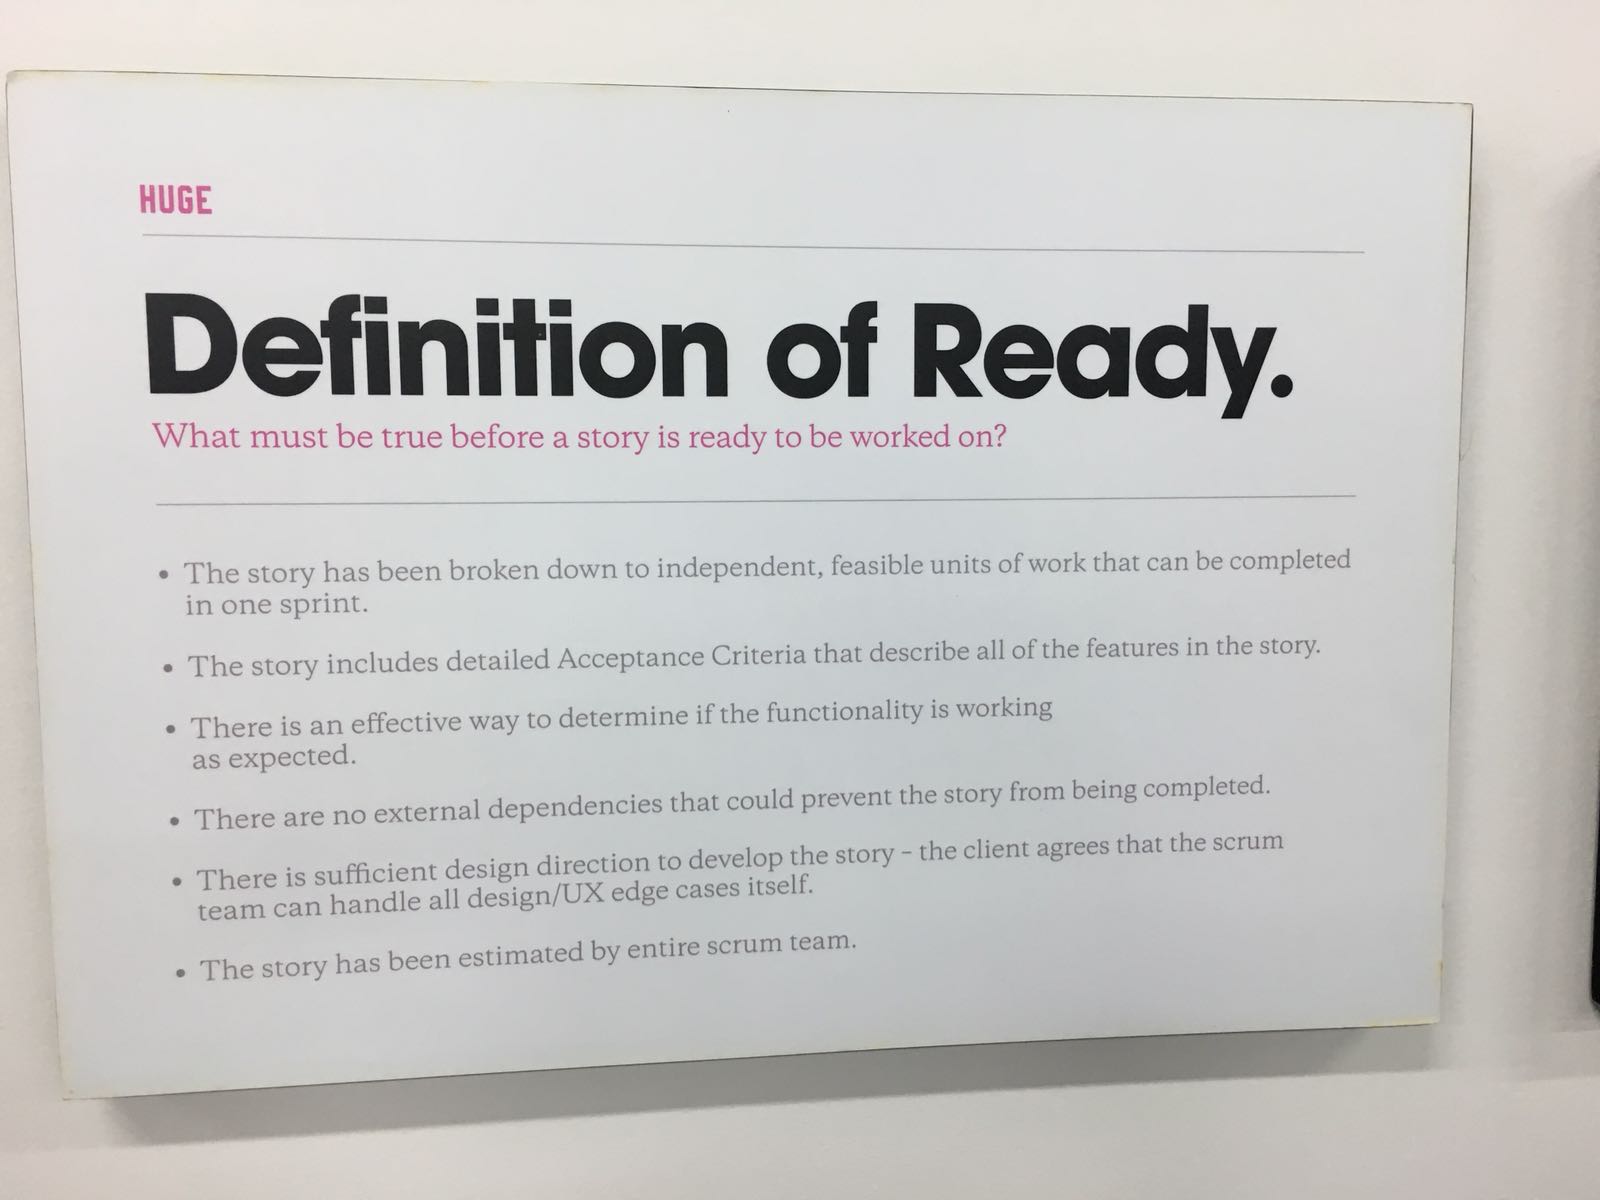 HUGE
Definition of Ready.
What must be true before a story is ready to be worked on?
• The story has been broken down to independent, feasible units of work that can be completed
in one sprint.
• The story includes detailed Acceptance Criteria that describe all of the features in the story.
• There is an effective way to determine if the functionality is working
as expected.
• There are no external dependencies that could prevent the story from being completed.
• There is sufficient design direction to develop the story – the client agrees that the scrum
team can handle all design/UX edge cases itself.
• The story has been estimated by entire scrum team.